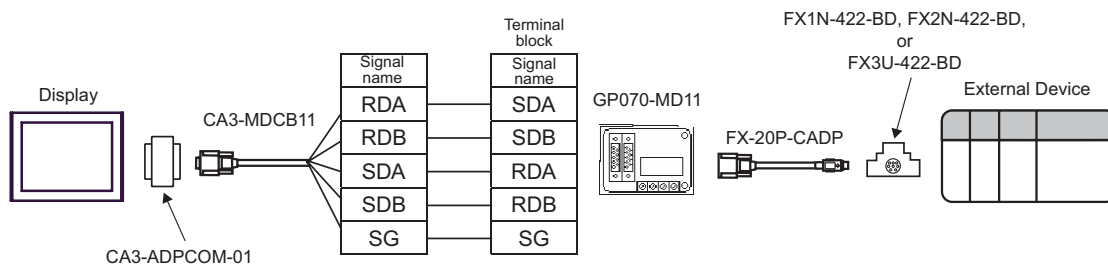 FX1N-422-BD, FX2N-422-BD,
or
FX3U-422-BD
Terminal
block
Display
CA3-MDCB11
Signal
name
Signal
name
GP070-MD11
External Device
RDA
SDA
FX-20P-CADP
RDB
SDB
SDA
RDA
SDB
RDB
SG
SG
CA3-ADPCOM-01